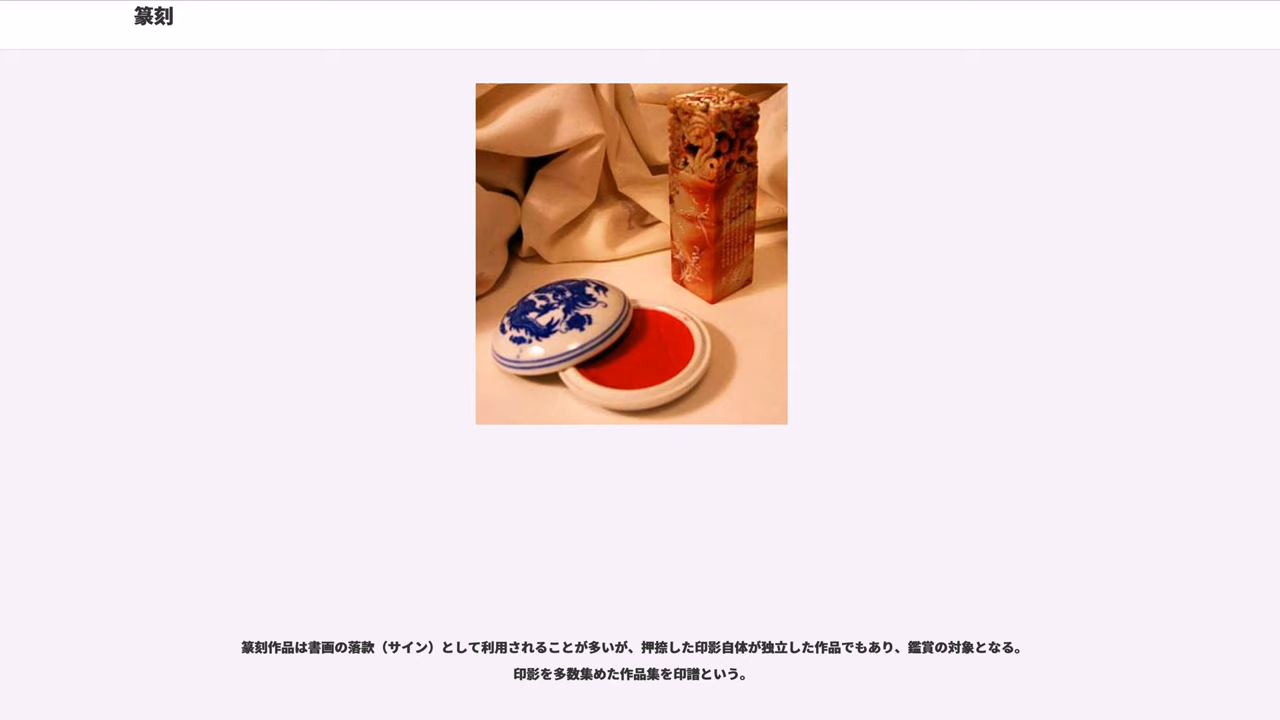 篆刻
篆刻作品は書画の落款（サイン）として利用されることが多いが、押捺した印影自体が独立した作品でもあり、鑑賞の対象となる。
印影を多数集めた作品集を印譜という。